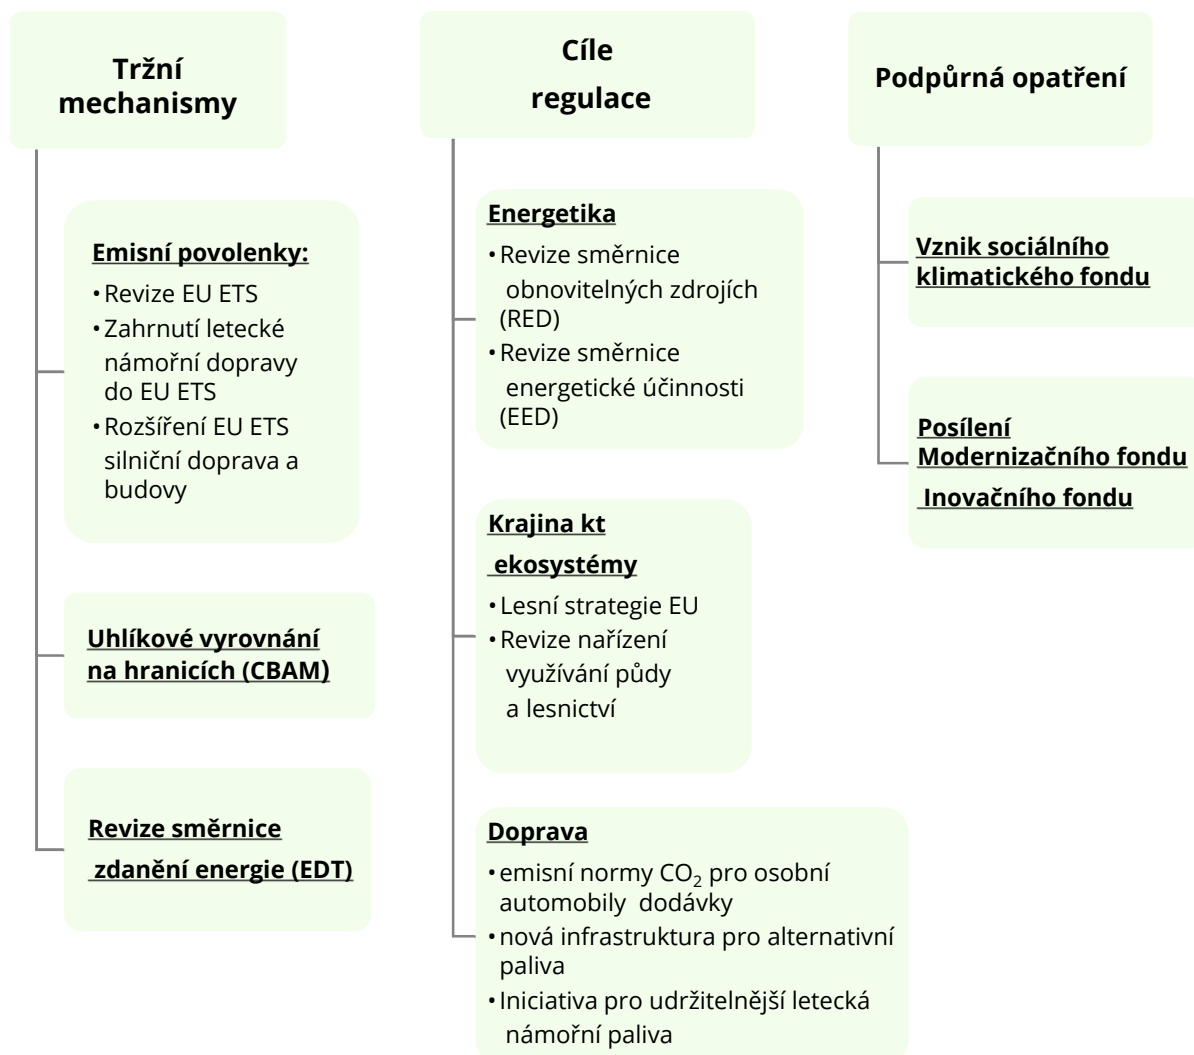 Tržní
mechanismy
Emisní povolenky:
•Revize EU ETS
•Zahrnutí letecké
námořní dopravy
do EU ETS
•Rozšíření EU ETS
silniční doprava a
budovy
Uhlíkové vyrovnání
na hranicích (CBAM)
Revize směrnice
zdanění energie (EDT)
Cíle
regulace
Energetika
•Revize směrnice
obnovitelných zdrojích
(RED)
•Revize směrnice
energetické účinnosti
(EED)
Krajina kt
ekosystémy
•Lesní strategie EU
•Revize nařízení
využívání půdy
a lesnictví
Doprava
•emisní normy CO₂ pro osobní
automobily dodávky
•nová infrastruktura pro alternativní
paliva
•Iniciativa pro udržitelnější letecká
námořní paliva
Podpůrná opatření
Vznik sociálního
klimatického fondu
Posílení
Modernizačního fondu
Inovačního fondu